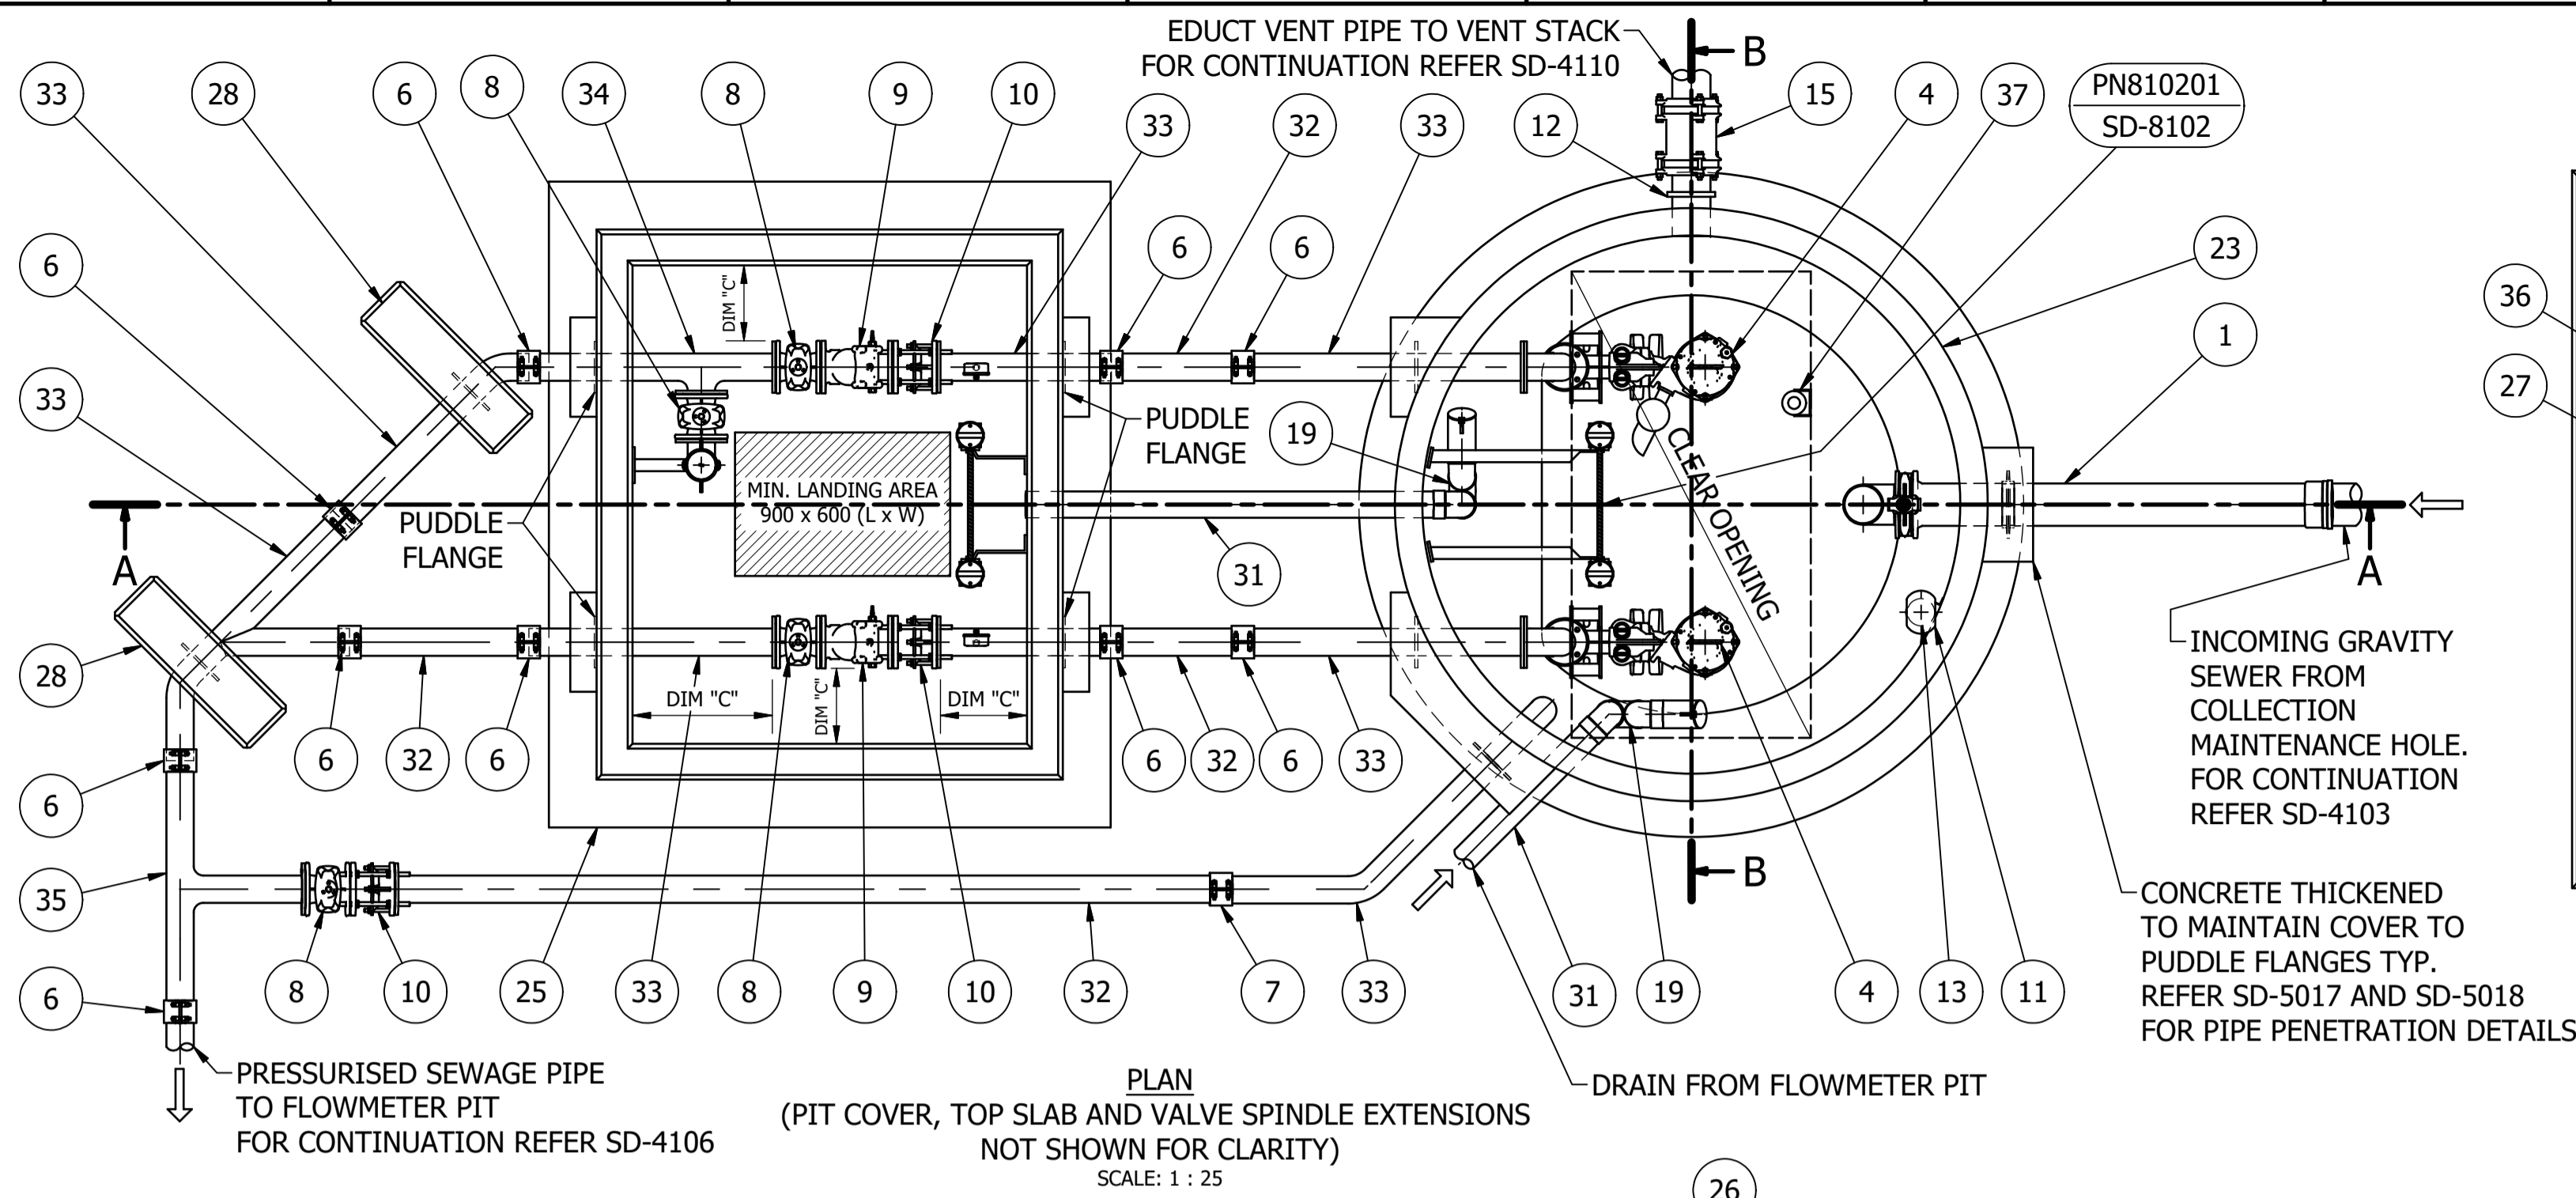 EDUCT VENT PIPE TO VENT STACK
FOR CONTINUATION REFER SD-4110
B
33
28
6
8
34
8
9
10
33
32
33
12
15
4
37
PN810201
SD-8102
6
6
6
23
36
1
27
33
DIM "C"
PUDDLE
FLANGE
19
CLEAR OPENING
MIN. LANDING AREA
900 x 600 (L x W)
PUDDLE
FLANGE
A
31
A
INCOMING GRAVITY
SEWER FROM
COLLECTION
MAINTENANCE HOLE.
FOR CONTINUATION
REFER SD-4103
28
DIM "C"
DIM "C"
DIM "C"
6
32
6
6
32
6
33
6
B
35
CONCRETE THICKENED
TO MAINTAIN COVER TO
PUDDLE FLANGES TYP.
REFER SD-5017 AND SD-5018
FOR PIPE PENETRATION DETAILS
6
8
10
25
33
8
9
10
32
7
33
31
19
4
13
11
PRESSURISED SEWAGE PIPE
TO FLOWMETER PIT
FOR CONTINUATION REFER SD-4106
DRAIN FROM FLOWMETER PIT
PLAN
(PIT COVER, TOP SLAB AND VALVE SPINDLE EXTENSIONS
NOT SHOWN FOR CLARITY)
SCALE: 1 : 25
26